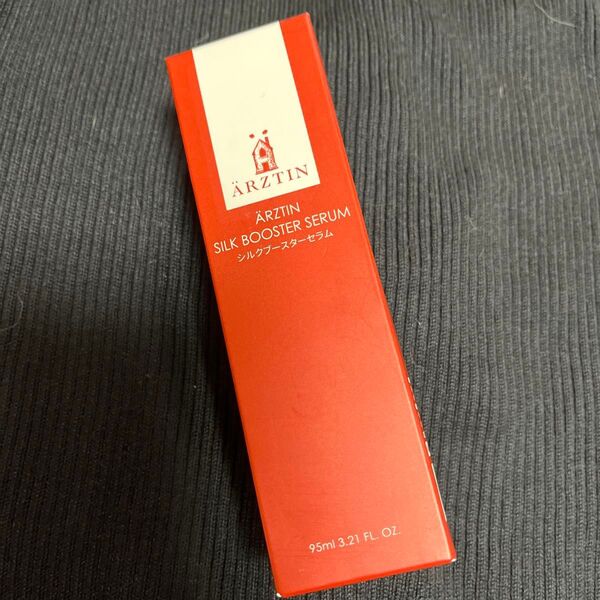 ÄRZTIN
ÄRZTIN
SILK BOOSTER SERUM
シルクブースターセラム
95ml 3.21 FL. OZ.